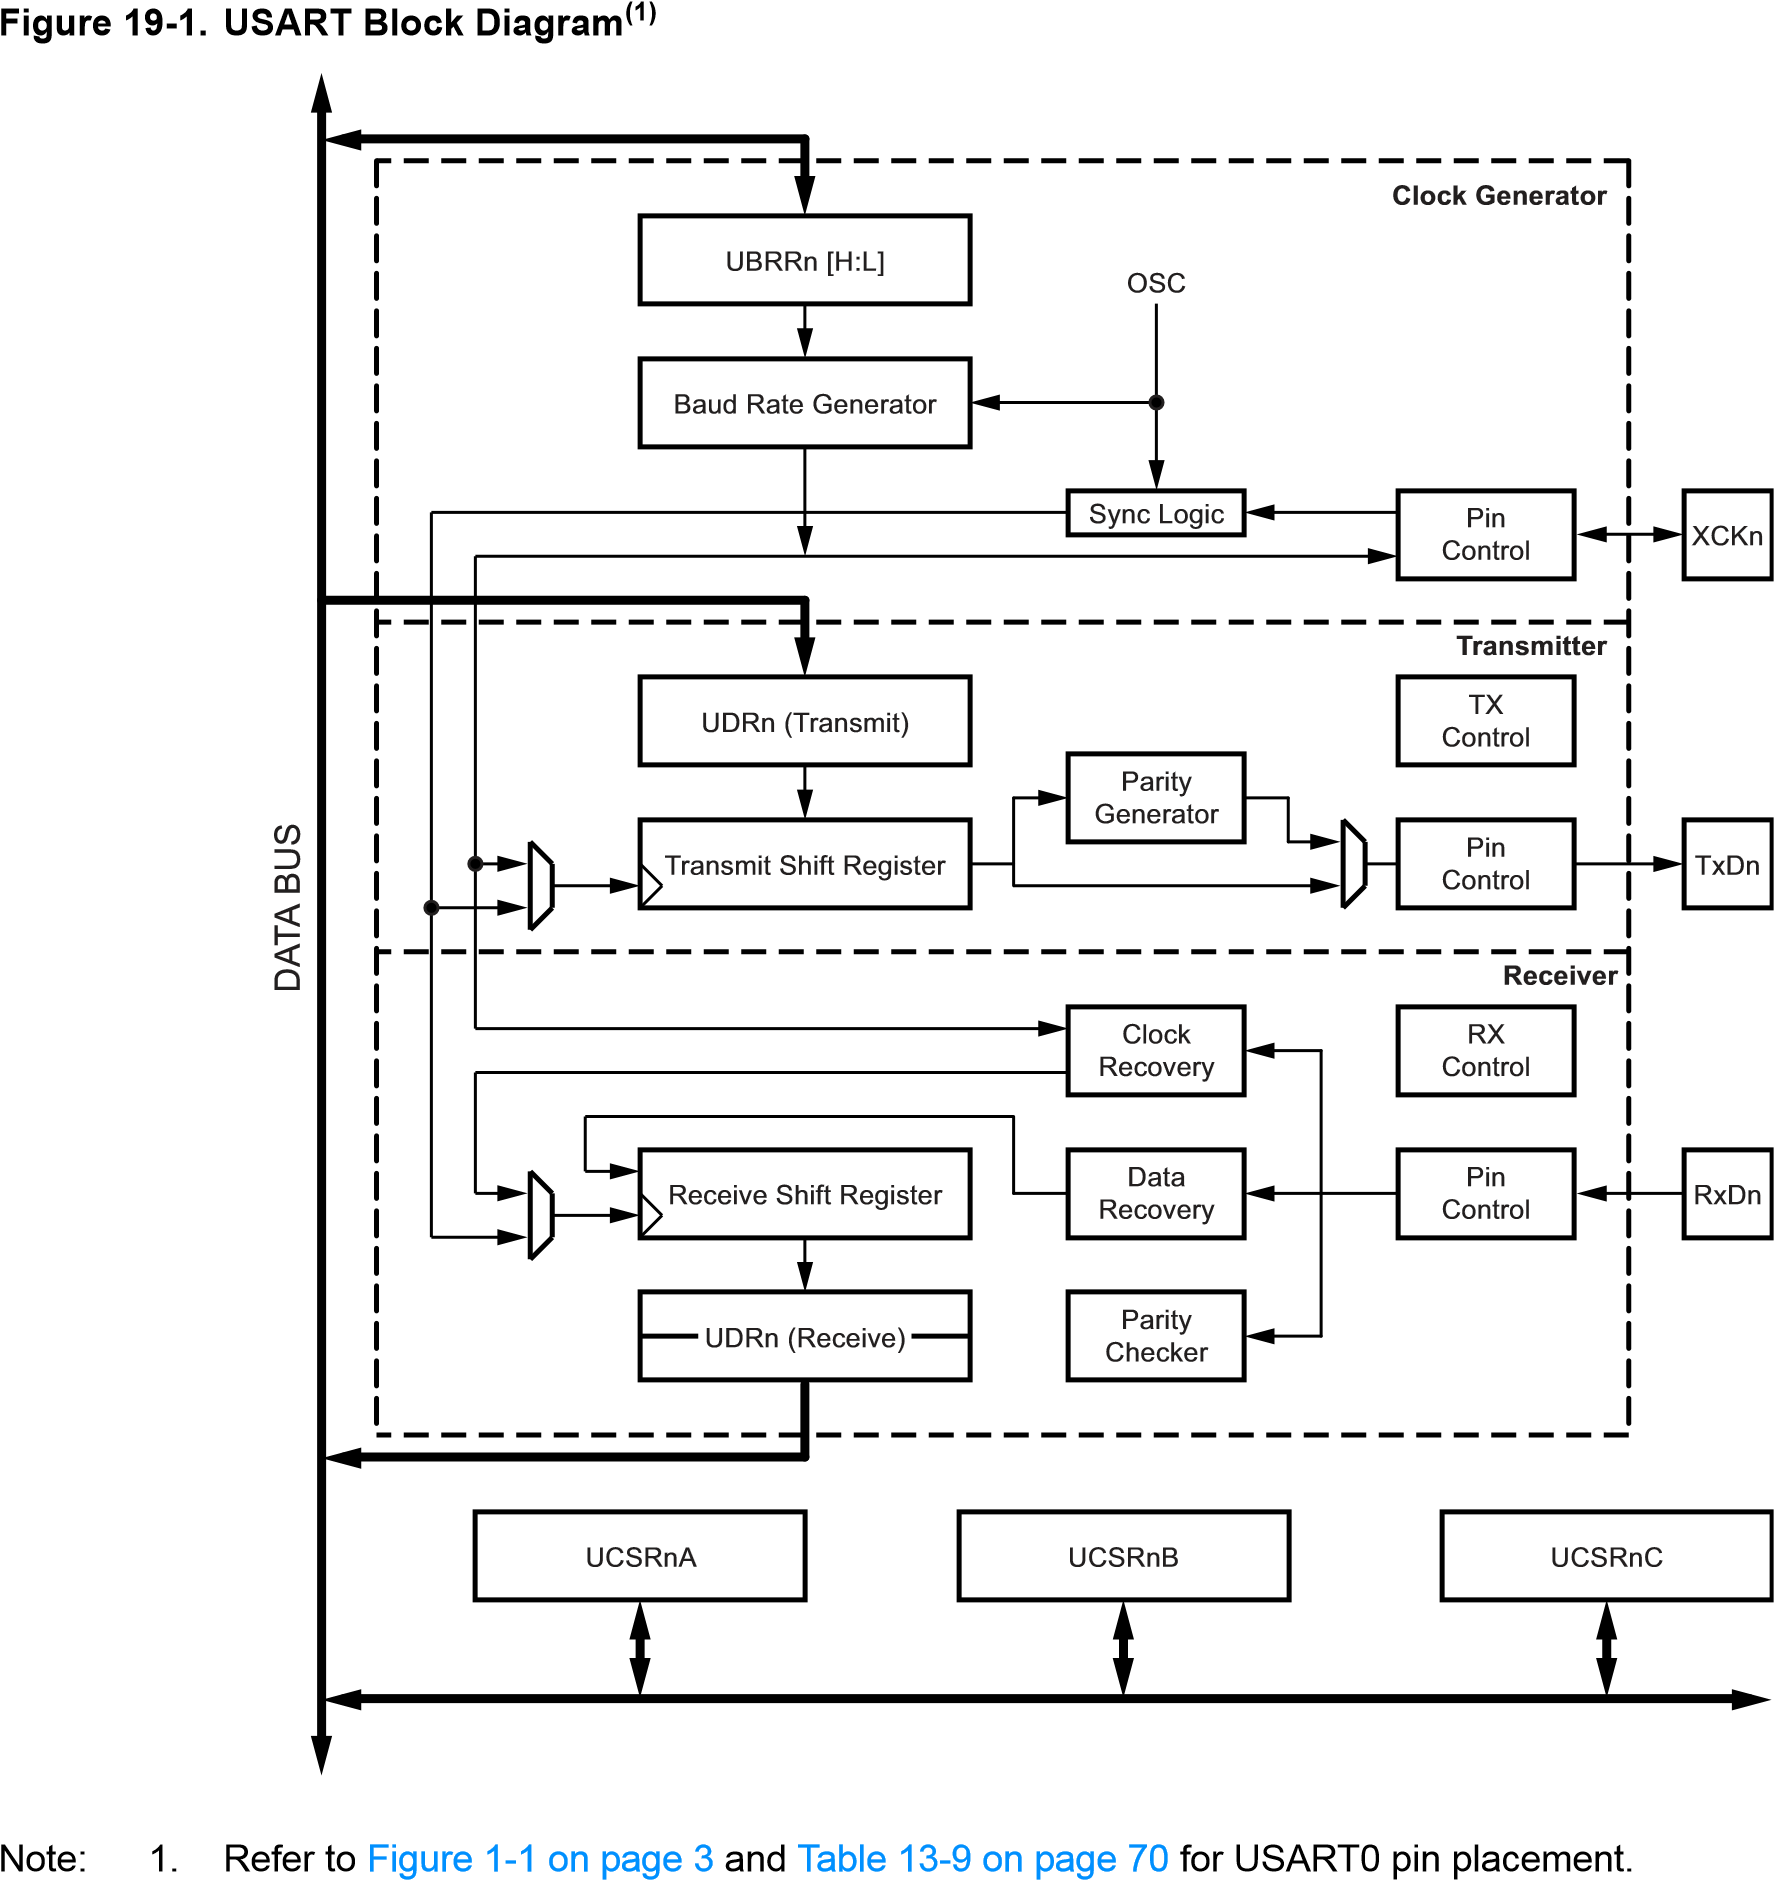 Figure 19-1. USART Block Diagram(1)
Clock Generator
UBRRn [H:L]
OSC
Baud Rate Generator
Sync Logic
Pin
Control
XCKn
Transmitter
UDRn (Transmit)
TX
Control
Parity
Generator
Transmit Shift Register
Pin
Control
TxDn
DATA BUS
Receiver
Clock
Recovery
RX
Control
Receive Shift Register
Data
Recovery
Pin
Control
RxDn
UDRn (Receive)
Parity
Checker
UCSRnA
UCSRnB
UCSRnC
Note: 1. Refer to Figure 1-1 on page 3 and Table 13-9 on page 70 for USART0 pin placement.